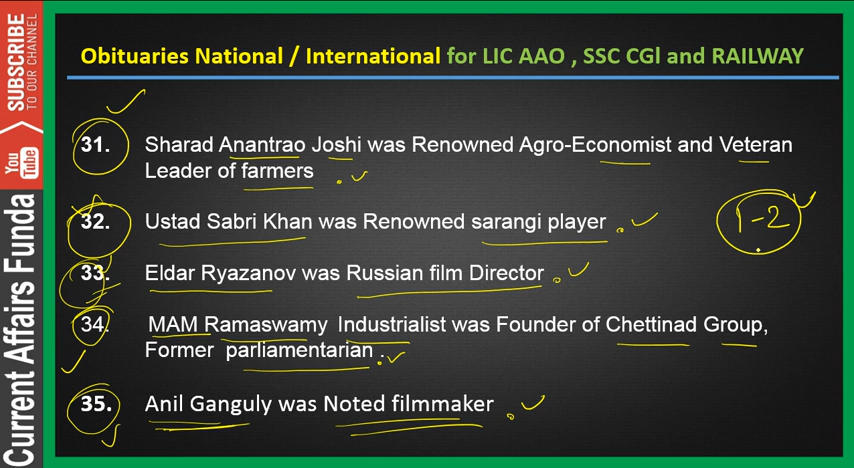 SUBSCRIBE
TO OUR CHANNEL
You
Tube
Current Affairs Funda
Obituaries National / International for LIC AAO , SSC CGl and RAILWAY
31. Sharad Anantrao Joshi was Renowned Agro-Economist and Veteran
Leader of farmers
32. Ustad Sabri Khan was Renowned sarangi player
1-2
33. Eldar Ryazanov was Russian film Director
34. MAM Ramaswamy Industrialist was Founder of Chettinad Group,
Former parliamentarian .
35. Anil Ganguly was Noted filmmaker